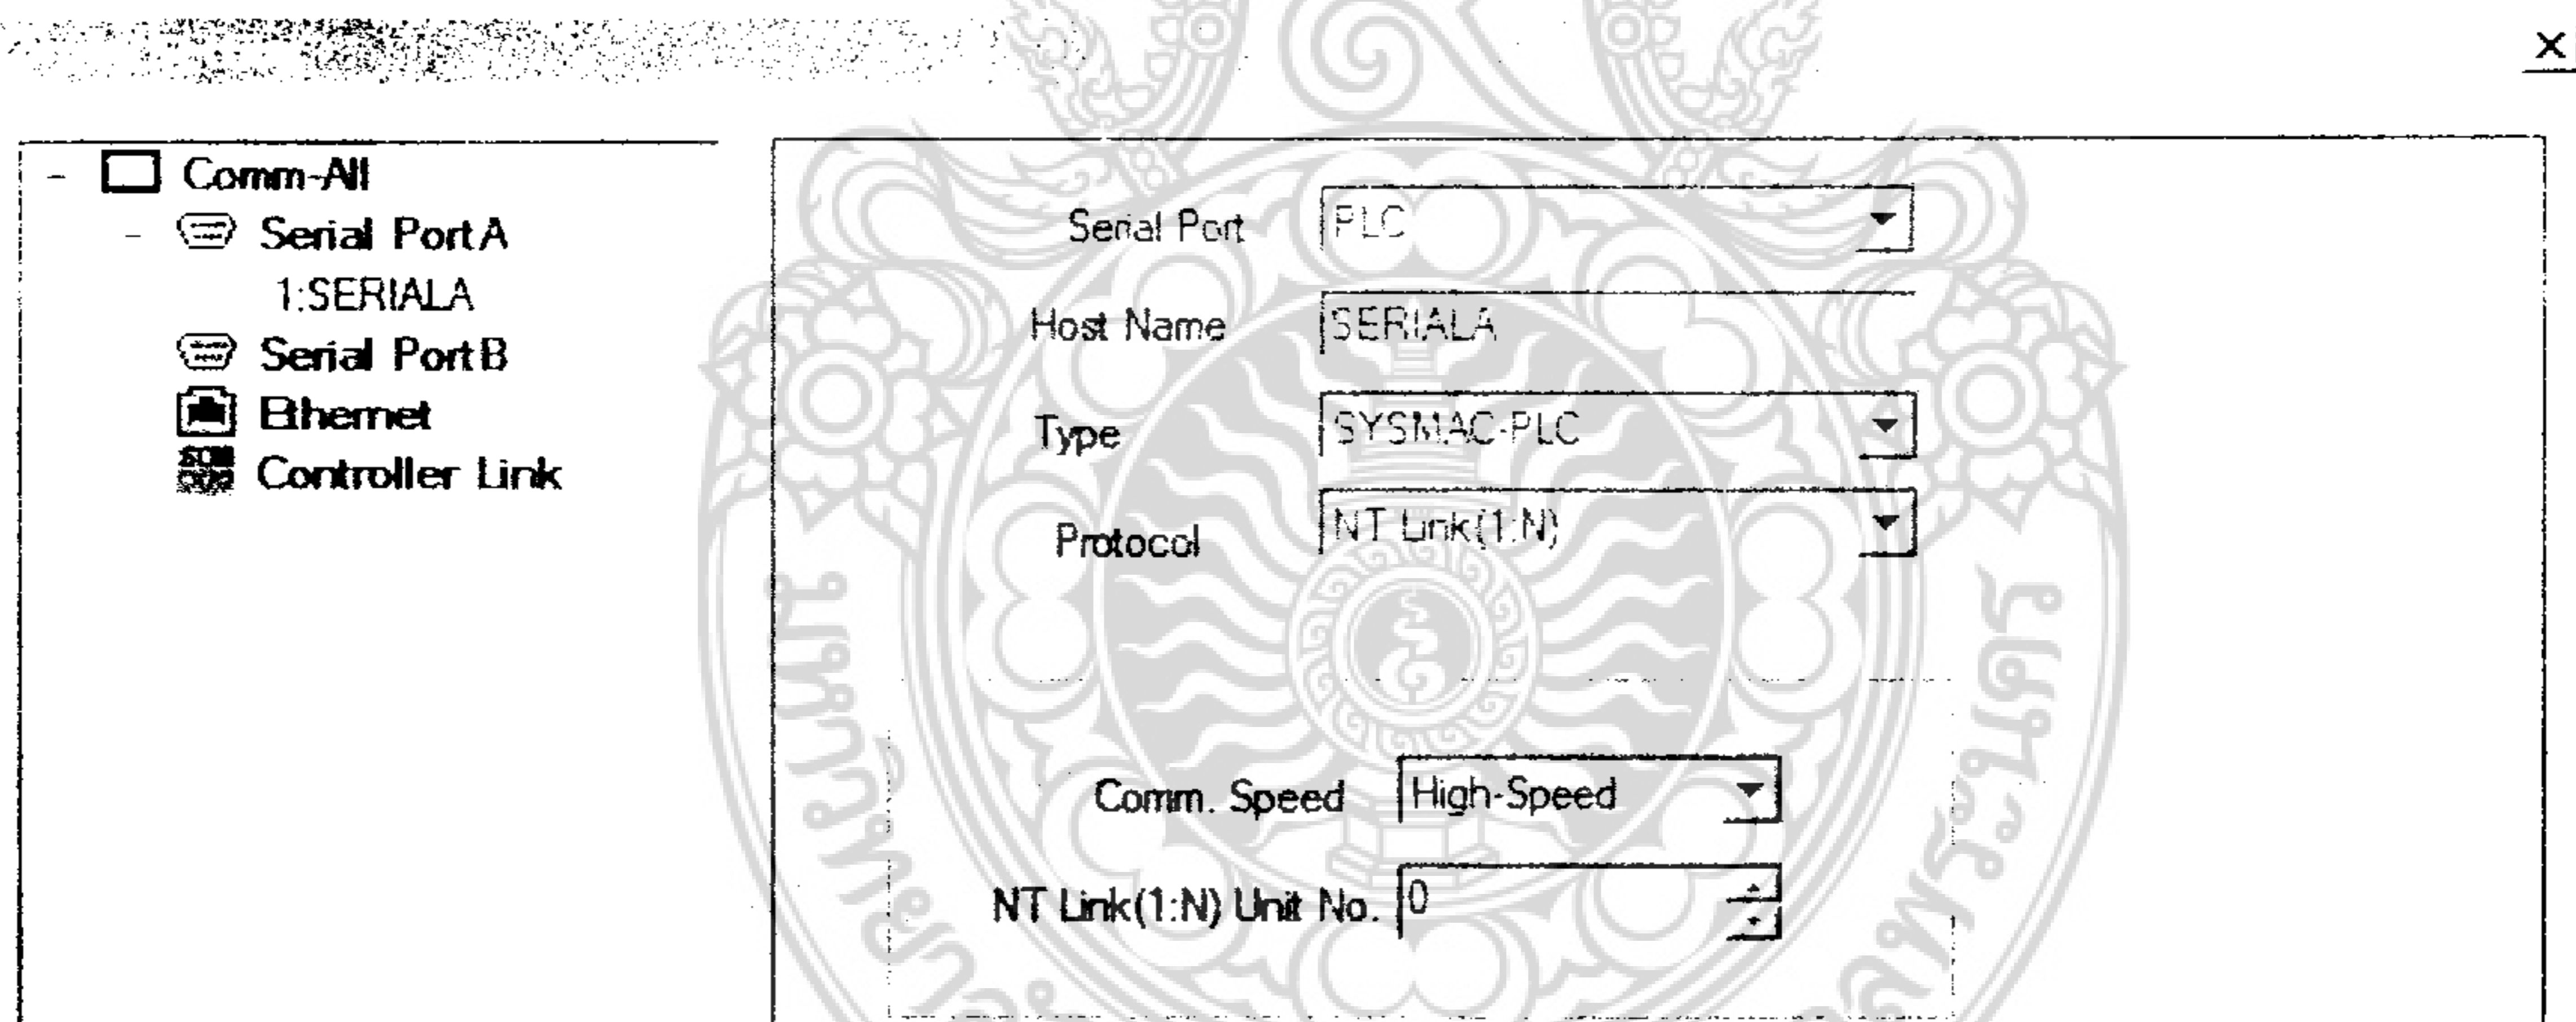 - Comm-All
- Serial Port A
1:SERIALA
Serial Port B
Ethernet
Controller Link
Serial Port PLC
Host Name SERIALA
Type SYSMAC-PLC
Protocol NT Link(1:N)
Comm. Speed High-Speed
NT Link(1:N) Unit No. 0